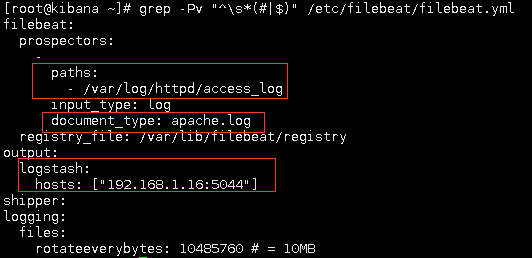 [root@kibana ~]# grep -Pv "^\s*(#|$)" /etc/filebeat/filebeat.yml
filebeat:
  prospectors:
    -
      paths:
        - /var/log/httpd/access_log
      input_type: log
      document_type: apache.log
  registry_file: /var/lib/filebeat/registry
output:
  logstash:
    hosts: ["192.168.1.16:5044"]
shipper:
logging:
  files:
    rotateeverybytes: 10485760 # = 10MB